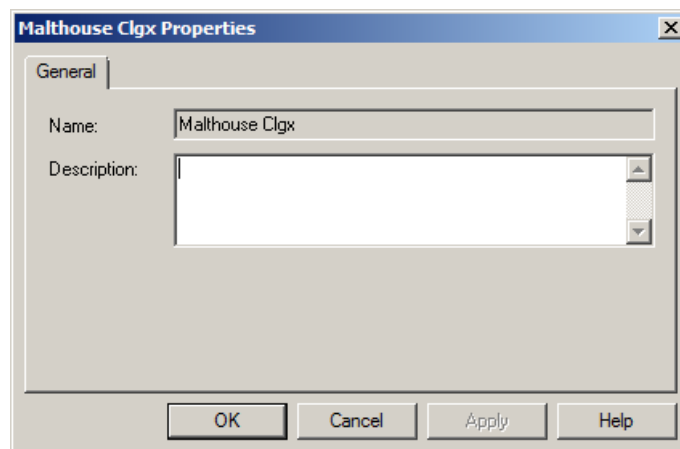 Malthouse Clgx Properties
General
Name:
Malthouse Clgx
Description:
OK Cancel Apply Help